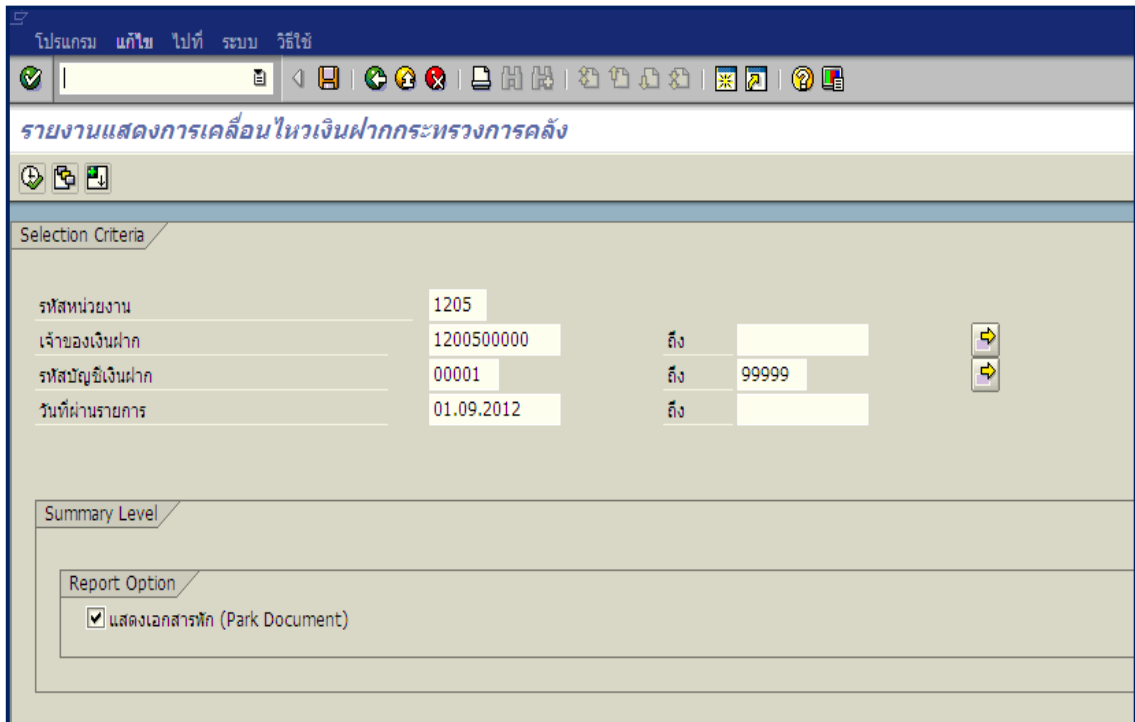 โปรแกรม แก้ไข ไปที่ ระบบ วิธีใช้
รายงานแสดงการเคลื่อนไหวเงินฝากกระทรวงการคลัง
Selection Criteria
รหัสหน่วยงาน 1205
เจ้าของเงินฝาก 1200500000 ถึง
รหัสบัญชีเงินฝาก 00001 ถึง 99999
วันที่ผ่านรายการ 01.09.2012 ถึง
Summary Level
Report Option
แสดงเอกสารพัก (Park Document)